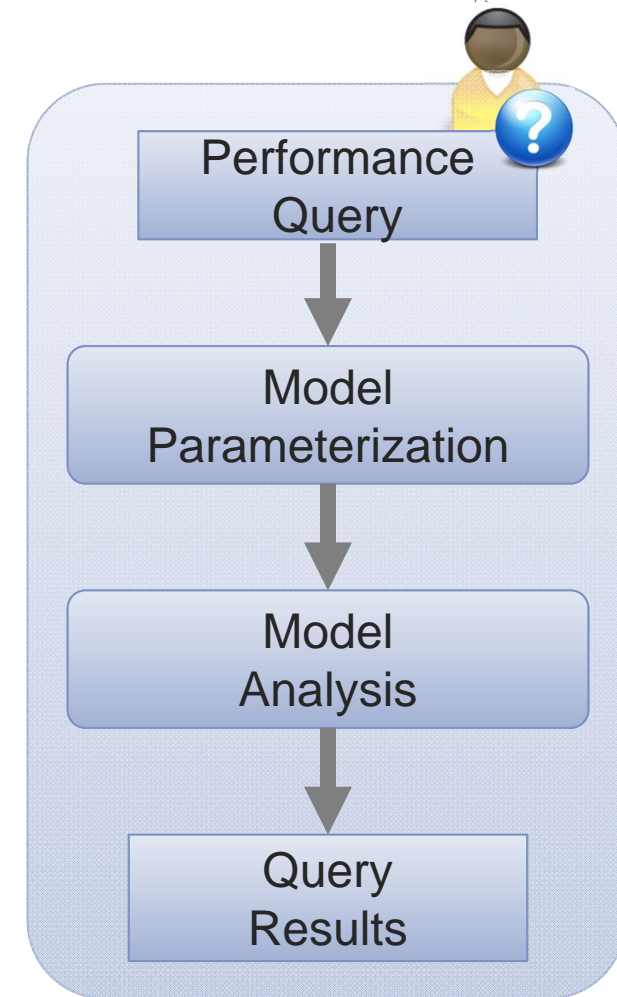 ?
Performance
Query
Model
Parameterization
Model
Analysis
Query
Results